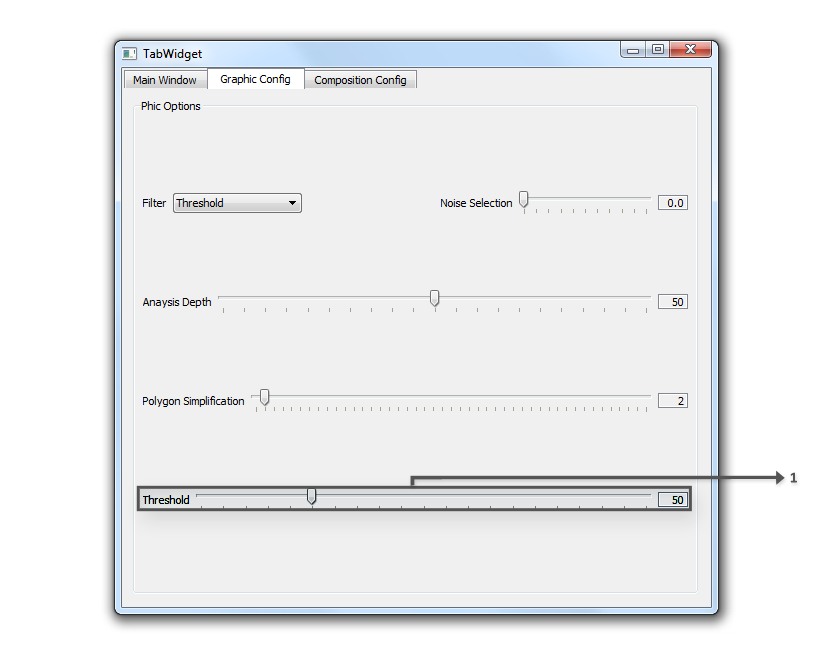 TabWidget
Main Window Graphic Config Composition Config
Phic Options
Filter Threshold Noise Selection 0.0
Anaysis Depth 50
Polygon Simplification 2
1
Threshold 50